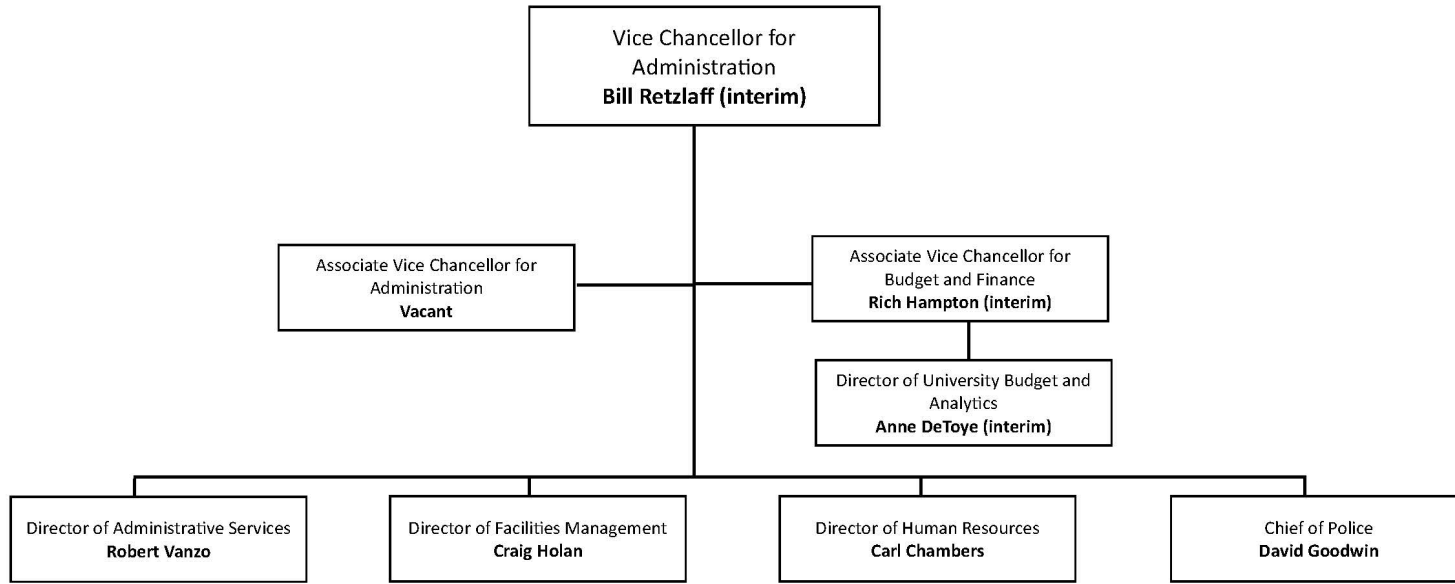 Vice Chancellor for
Administration
Bill Retzlaff (interim)
Associate Vice Chancellor for
Administration
Vacant
Associate Vice Chancellor for
Budget and Finance
Rich Hampton (interim)
Director of University Budget and
Analytics
Anne DeToye (interim)
Director of Administrative Services
Robert Vanzo
Director of Facilities Management
Craig Holan
Director of Human Resources
Carl Chambers
Chief of Police
David Goodwin